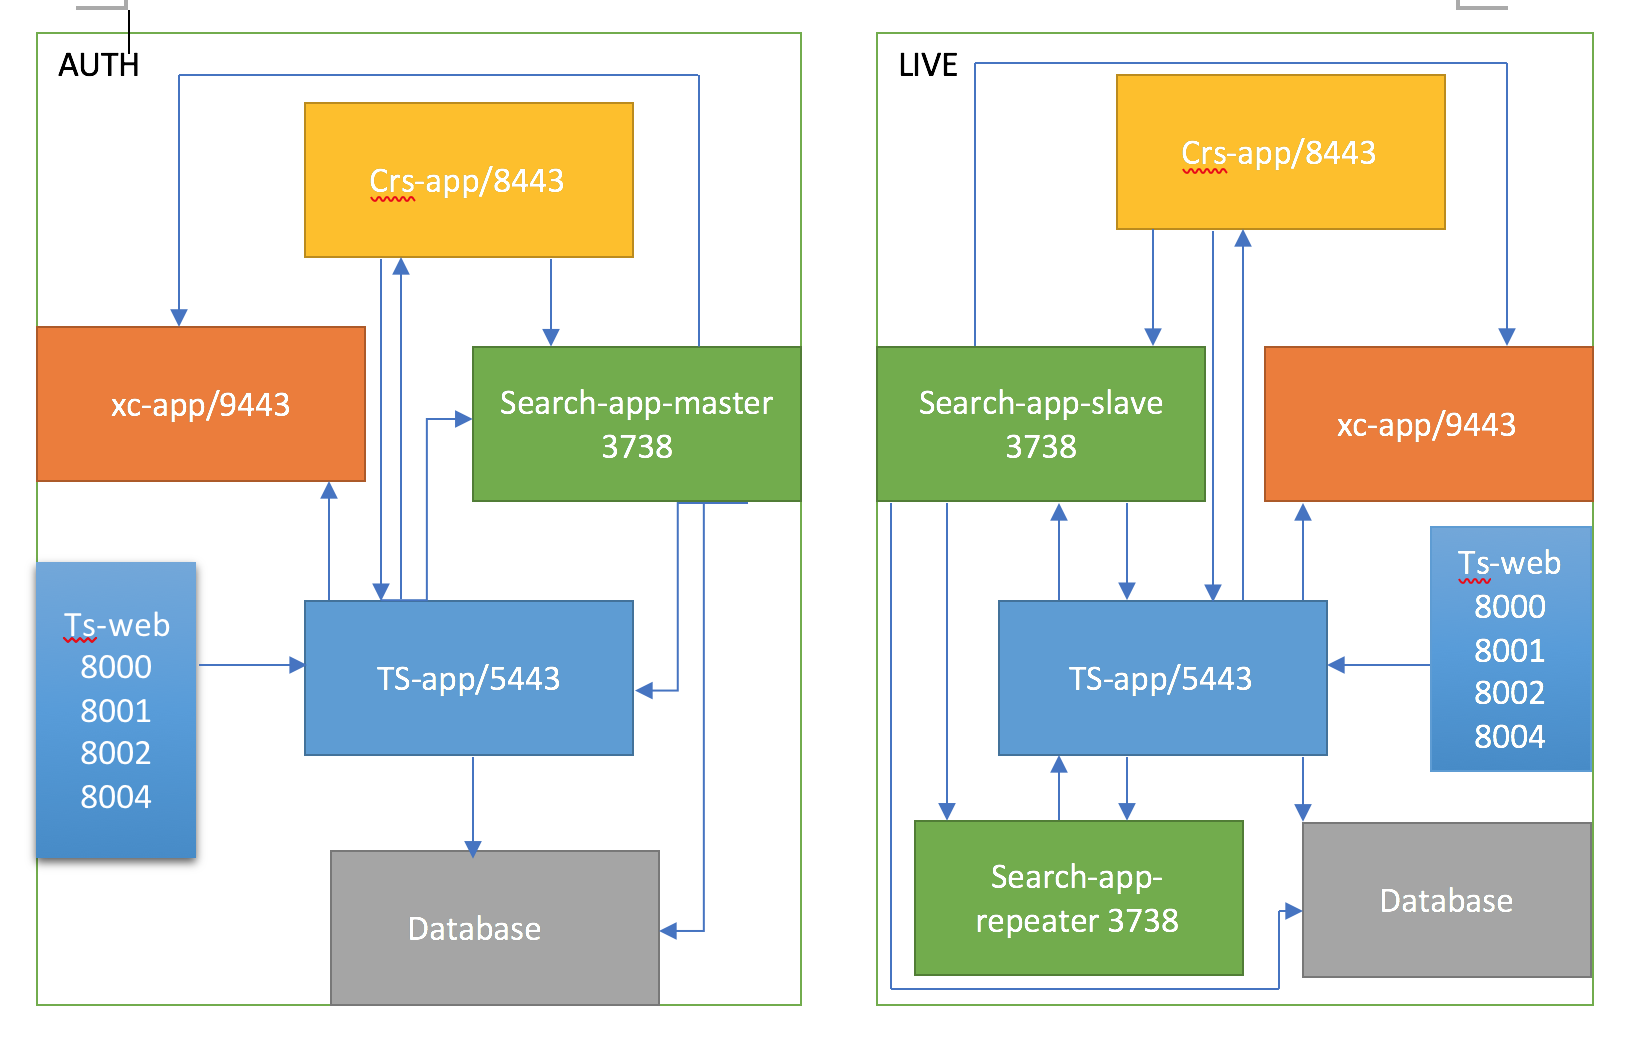 AUTH
Crs-app/8443
xc-app/9443
Search-app-master
3738
Ts-web
8000
8001
8002
8004
TS-app/5443
Database
LIVE
Crs-app/8443
Search-app-slave
3738
xc-app/9443
Ts-web
8000
8001
8002
8004
TS-app/5443
Search-app-
repeater 3738
Database